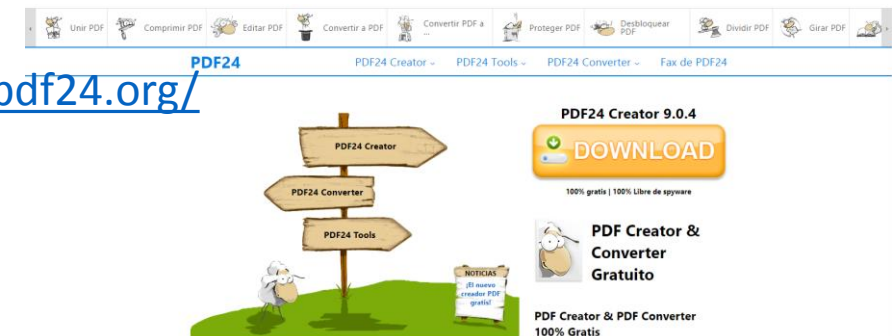 Unir PDF Comprimir PDF Editar PDF Convertir a PDF Convertir PDF a ... Proteger PDF Desbloquear PDF Dividir PDF Girar PDF
PDF24 PDF24 Creator PDF24 Tools PDF24 Converter Fax de PDF24
pdf24.org/
PDF24 Creator 9.0.4
DOWNLOAD
100% gratis | 100% Libre de spyware
PDF24 Creator
PDF24 Converter
PDF24 Tools
NOTICIAS
¡El nuevo
creador PDF
gratis!
PDF Creator &
Converter
Gratuito
PDF Creator & PDF Converter
100% Gratis